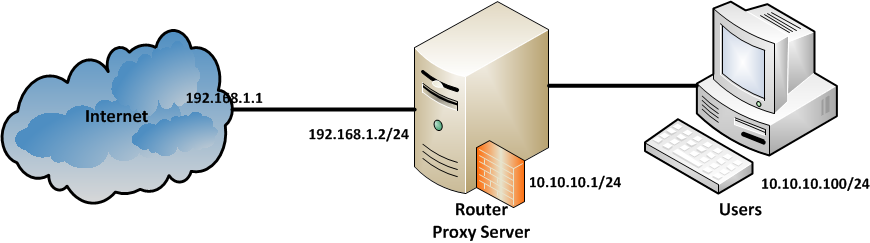 192.168.1.1
Internet
192.168.1.2/24
10.10.10.1/24
10.10.10.100/24
Router
Proxy Server
Users